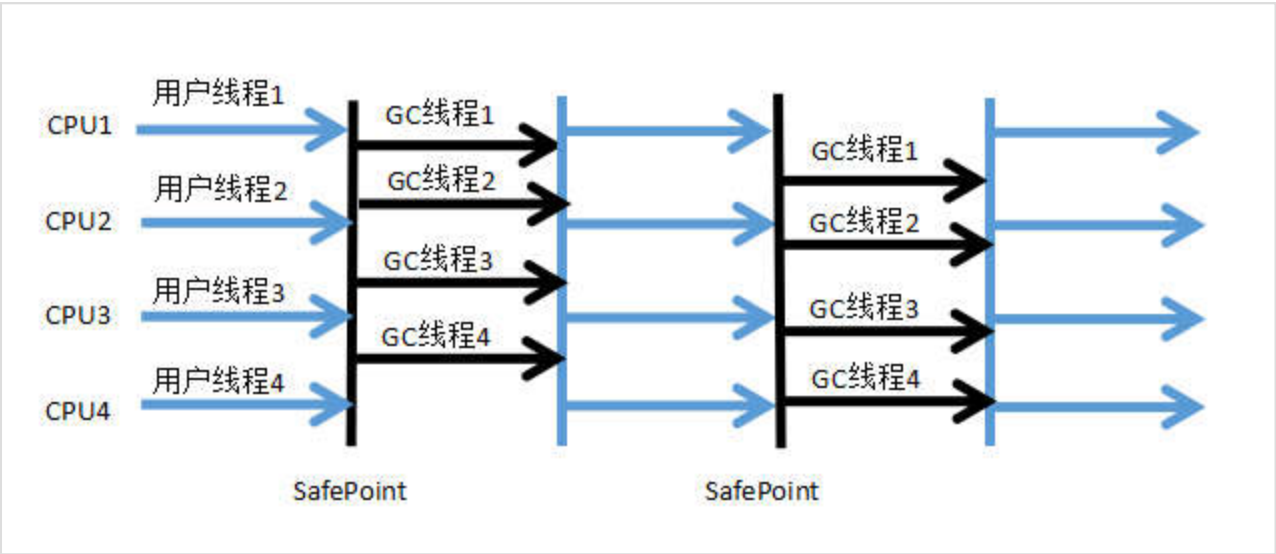 用户线程1
CPU1
GC线程1
GC线程1
用户线程2
CPU2
GC线程2
GC线程2
用户线程3
CPU3
GC线程3
GC线程3
用户线程4
CPU4
GC线程4
GC线程4
SafePoint
SafePoint